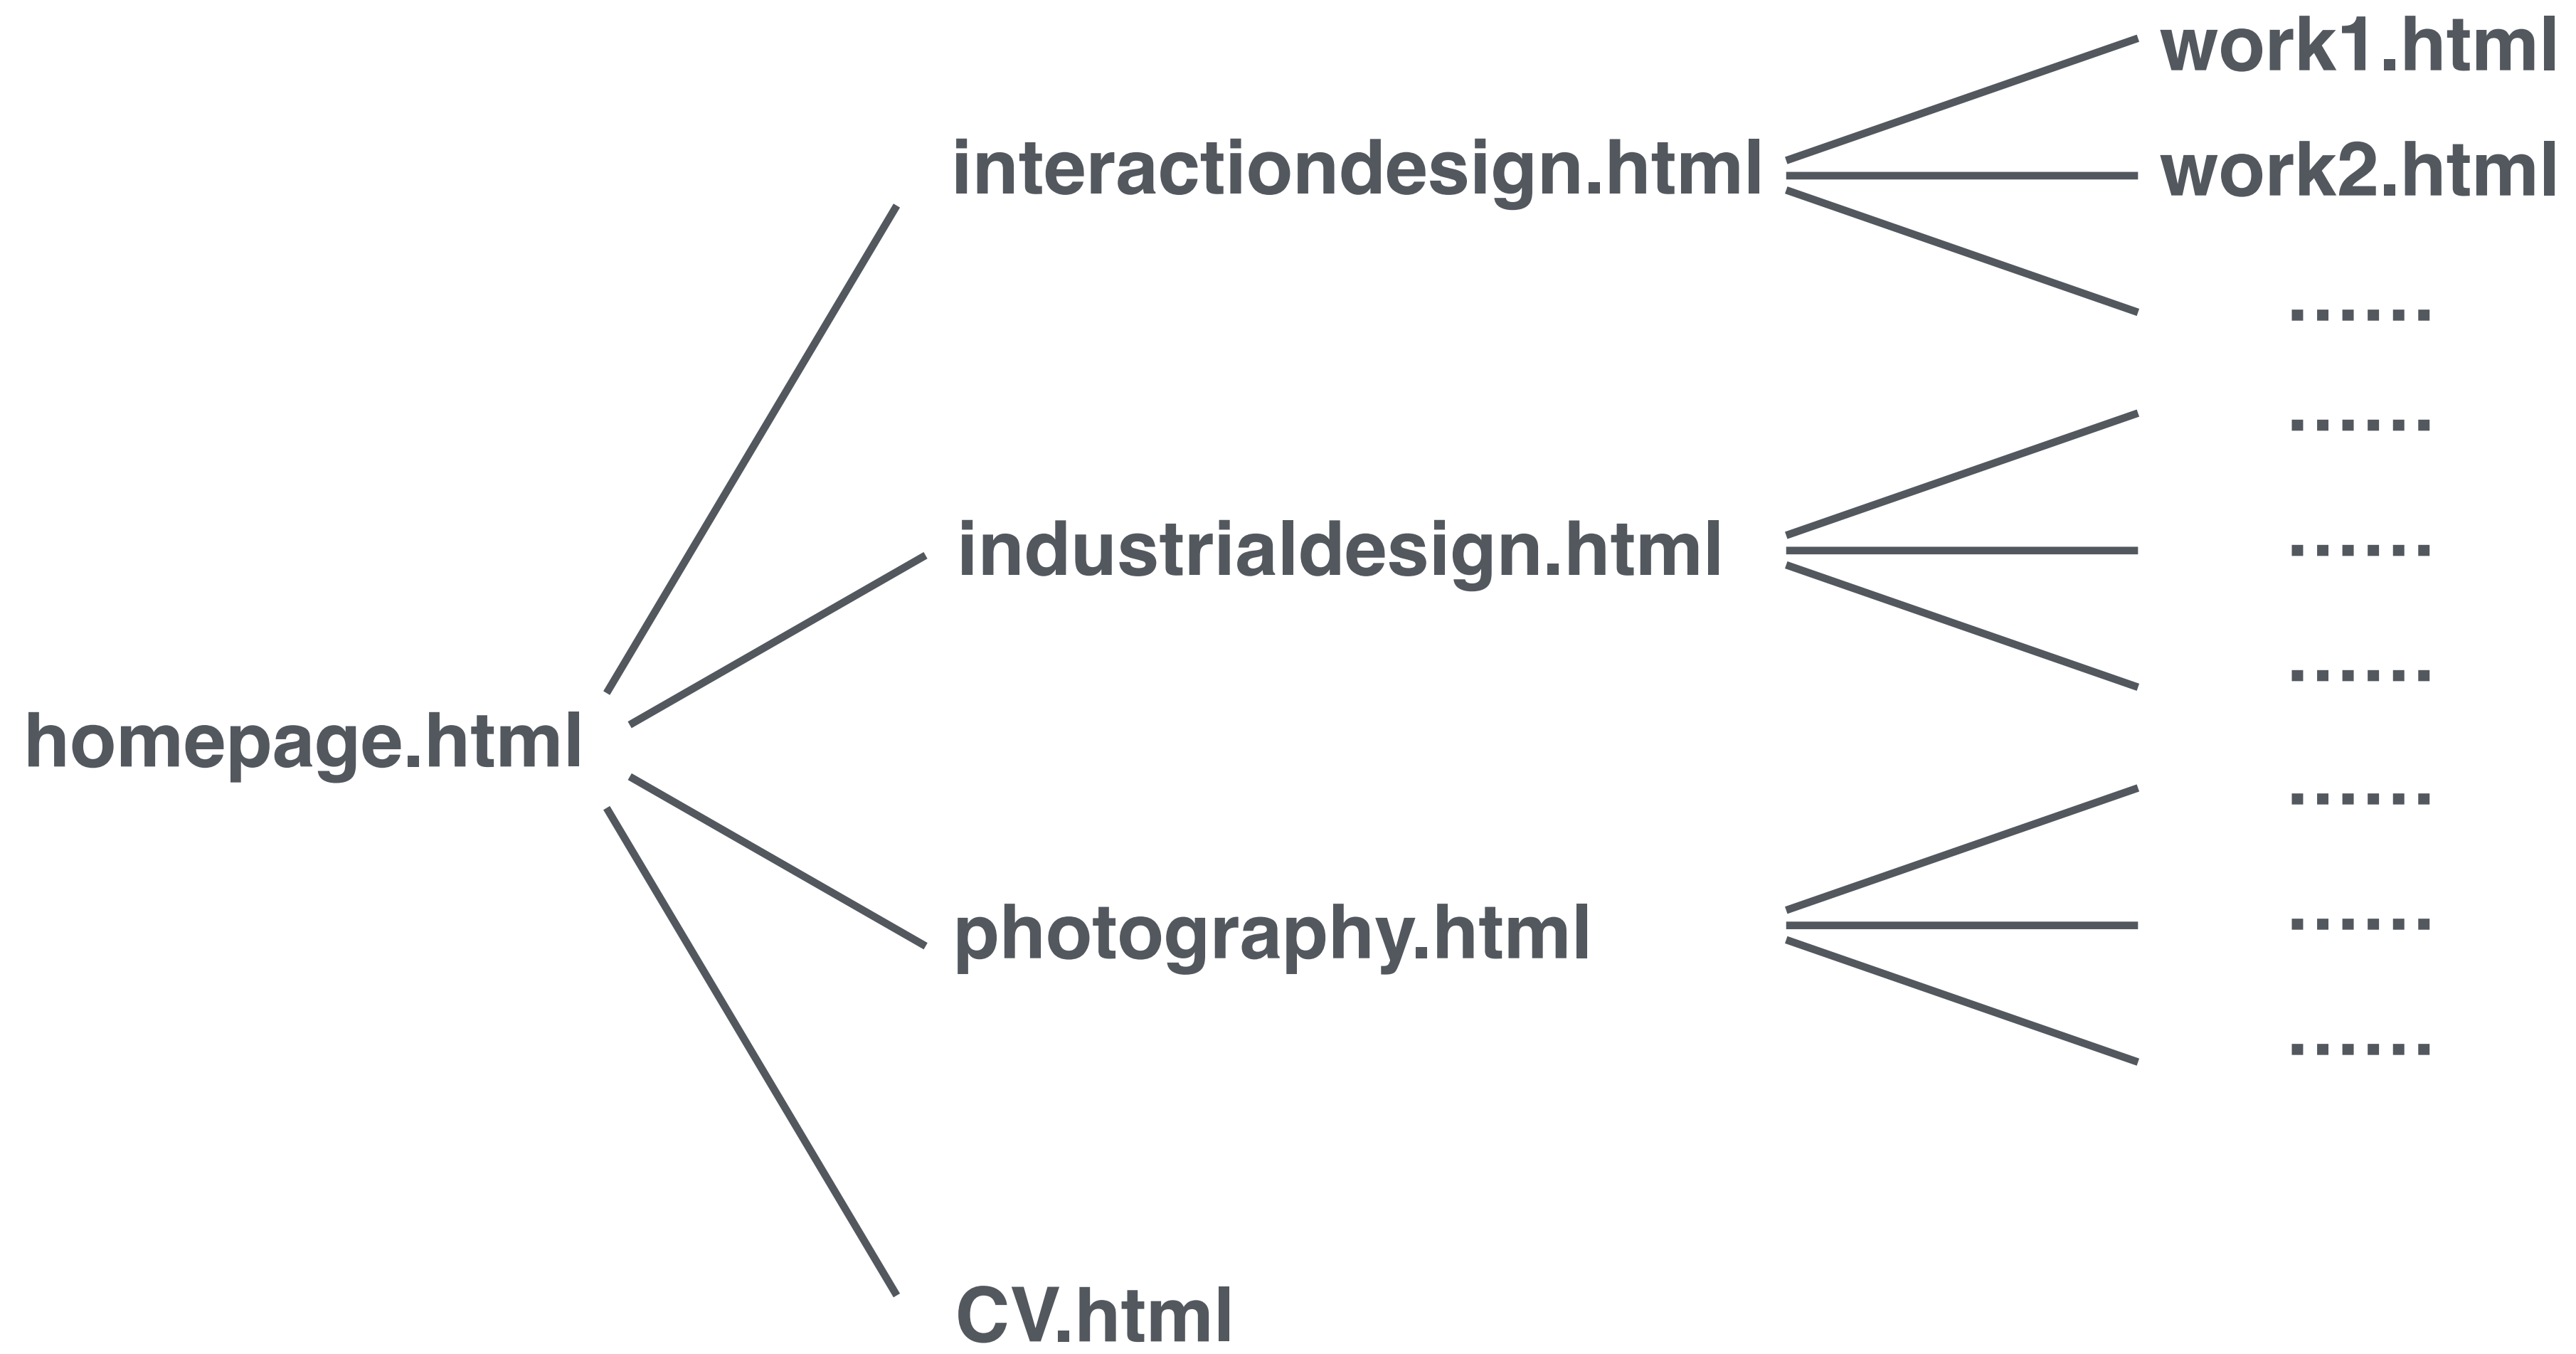 work1.html
interactiondesign.html
work2.html
......
......
industrialdesign.html
......
......
homepage.html
......
photography.html
......
......
CV.html